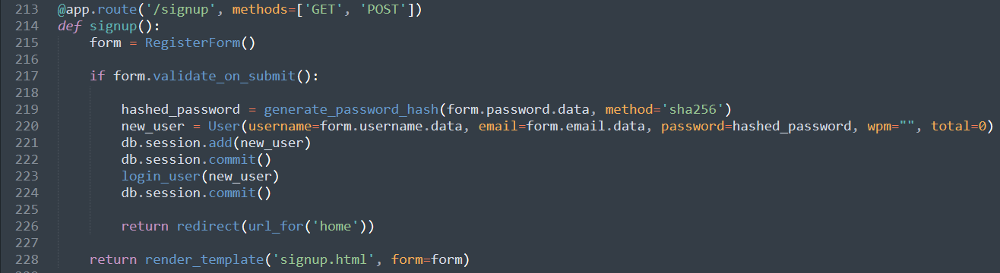 213 @app.route('/signup', methods=['GET', 'POST'])
214 def signup():
215     form = RegisterForm()
216
217     if form.validate_on_submit():
218
219         hashed_password = generate_password_hash(form.password.data, method='sha256')
220         new_user = User(username=form.username.data, email=form.email.data, password=hashed_password, wpm="", total=0)
221         db.session.add(new_user)
222         db.session.commit()
223         login_user(new_user)
224         db.session.commit()
225
226         return redirect(url_for('home'))
227
228     return render_template('signup.html', form=form)